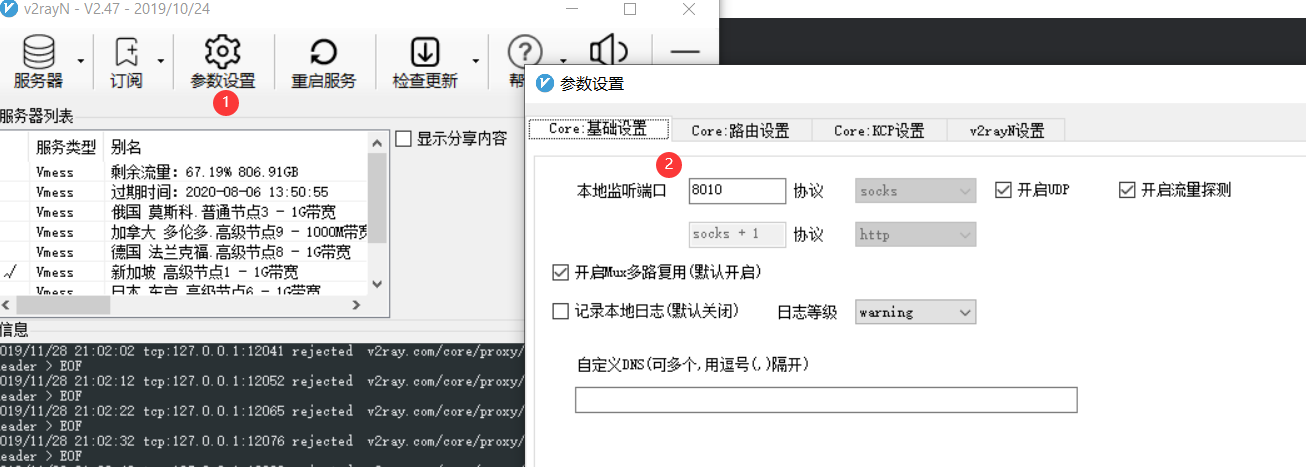 v2rayN - V2.47 - 2019/10/24
服务器
订阅
参数设置
重启服务
检查更新
1
服务器列表
服务类型 别名
Vmess 剩余流量: 67.19% 806.91GB
Vmess 过期时间: 2020-08-06 13:50:55
Vmess 俄国 莫斯科.普通节点3 - 1G带宽
Vmess 加拿大 多伦多.高级节点9 - 1000M带宽
Vmess 德国 法兰克福.高级节点8 - 1G带宽
Vmess 新加坡 高级节点1 - 1G带宽
Vmess 日本 东京 高级节点6 - 1G带宽
显示分享内容
信息
019/11/28 21:02:02 tcp:127.0.0.1:12041 rejected v2ray.com/core/proxy/
eader > EOF
019/11/28 21:02:12 tcp:127.0.0.1:12052 rejected v2ray.com/core/proxy/
eader > EOF
019/11/28 21:02:22 tcp:127.0.0.1:12065 rejected v2ray.com/core/proxy/
eader > EOF
019/11/28 21:02:32 tcp:127.0.0.1:12076 rejected v2ray.com/core/proxy/
eader > EOF
参数设置
Core:基础设置 Core:路由设置 Core:KCP设置 v2rayN设置
2
本地监听端口 8010 协议 socks 开启UDP 开启流量探测
socks + 1 协议 http
开启Mux多路复用(默认开启)
记录本地日志(默认关闭) 日志等级 warning
自定义DNS(可多个,用逗号(,)隔开)